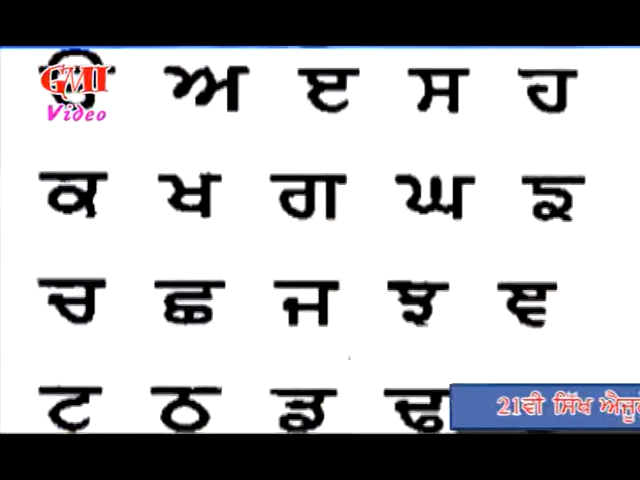 GMI
Video
ਅ ੲ ਸ ਹ
ਕ ਖ ਗ ਘ ਙ
ਚ ਛ ਜ ਝ ਞ
ਟ ਠ ਡ ਢ
21ਵੀ ਸਿੱਖ